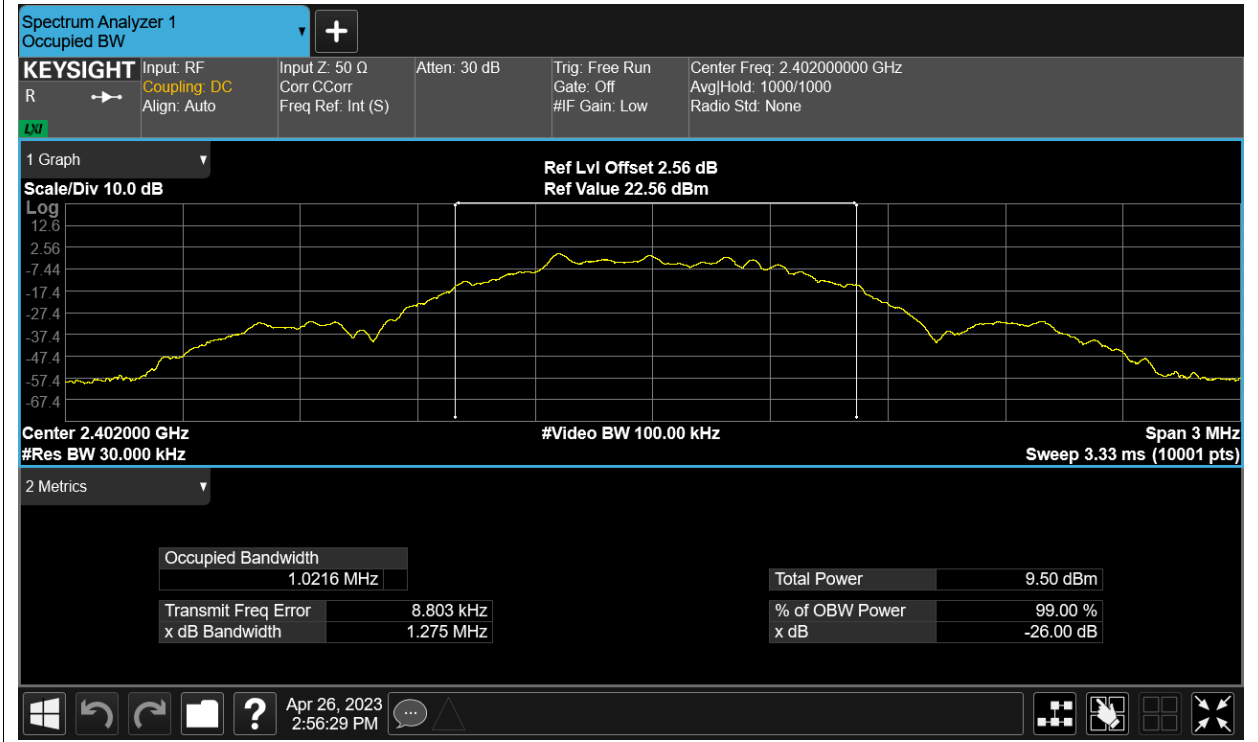 Spectrum Analyzer 1
Occupied BW
KEYSIGHT
R
LXI
Input: RF
Coupling: DC
Align: Auto
Input Z: 50 Ω
Corr CCorr
Freq Ref: Int (S)
Atten: 30 dB
Trig: Free Run
Gate: Off
#IF Gain: Low
Center Freq: 2.402000000 GHz
Avg|Hold: 1000/1000
Radio Std: None
1 Graph
Scale/Div 10.0 dB
Ref Lvl Offset 2.56 dB
Ref Value 22.56 dBm
Log
12.6
2.56
-7.44
-17.4
-27.4
-37.4
-47.4
-57.4
-67.4
Center 2.402000 GHz
#Res BW 30.000 kHz
#Video BW 100.00 kHz
Span 3 MHz
Sweep 3.33 ms (10001 pts)
2 Metrics
Occupied Bandwidth
1.0216 MHz
Transmit Freq Error 8.803 kHz
x dB Bandwidth 1.275 MHz
Total Power 9.50 dBm
% of OBW Power 99.00 %
x dB -26.00 dB
?
Apr 26, 2023
2:56:29 PM